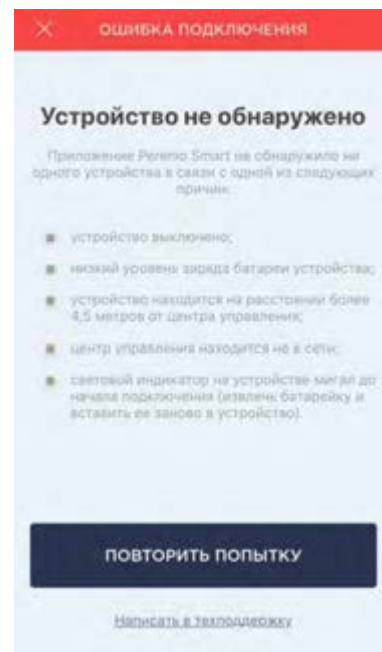 ОШИБКА ПОДКЛЮЧЕНИЯ
Устройство не обнаружено
Приложение Perenio Smart не обнаружило ни
одного устройства в связи с одной из следующих
причин:
устройство выключено;
низкий уровень заряда батареи устройства;
устройство находится на расстоянии более
4,5 метров от центра управления;
центр управления находится не в сети;
световой индикатор на устройстве мигал до
начала подключения (извлечь батарейку и
вставить ее заново в устройство).
ПОВТОРИТЬ ПОПЫТКУ
Написать в техподдержку